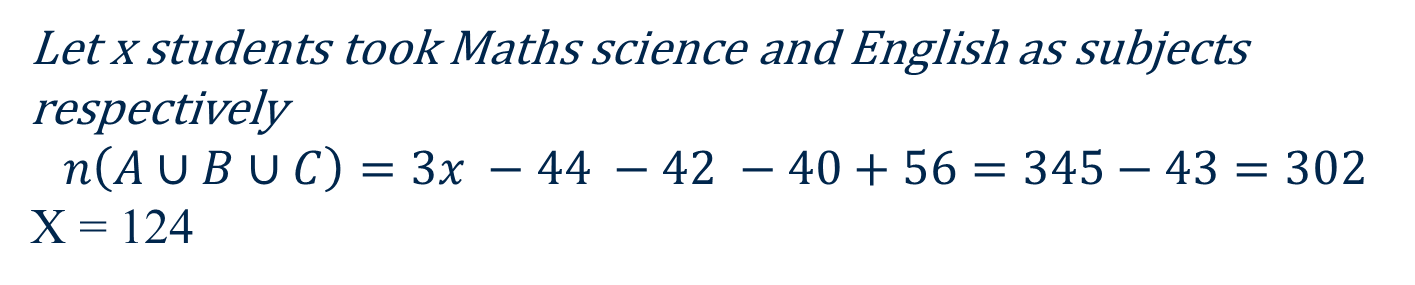 Let x students took Maths science and English as subjects
respectively
n(A ∪ B ∪ C) = 3x − 44 − 42 − 40 + 56 = 345 − 43 = 302
X = 124